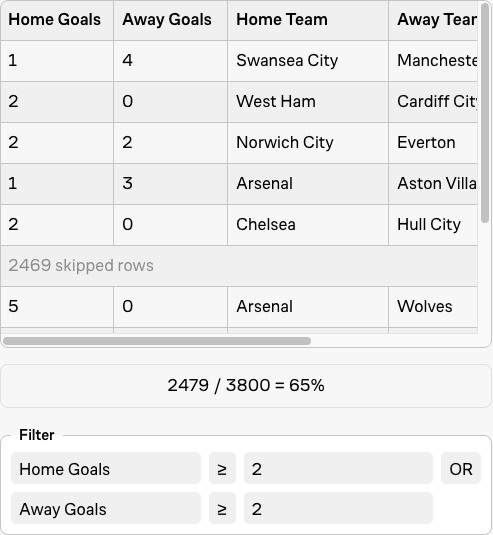 Home Goals Away Goals Home Team Away Tear
1 4 Swansea City Manchest
2 0 West Ham Cardiff City
2 2 Norwich City Everton
1 3 Arsenal Aston Villa
2 0 Chelsea Hull City
2469 skipped rows
5 0 Arsenal Wolves
2479 / 3800 = 65%
Filter
Home Goals ≥ 2 OR
Away Goals ≥ 2